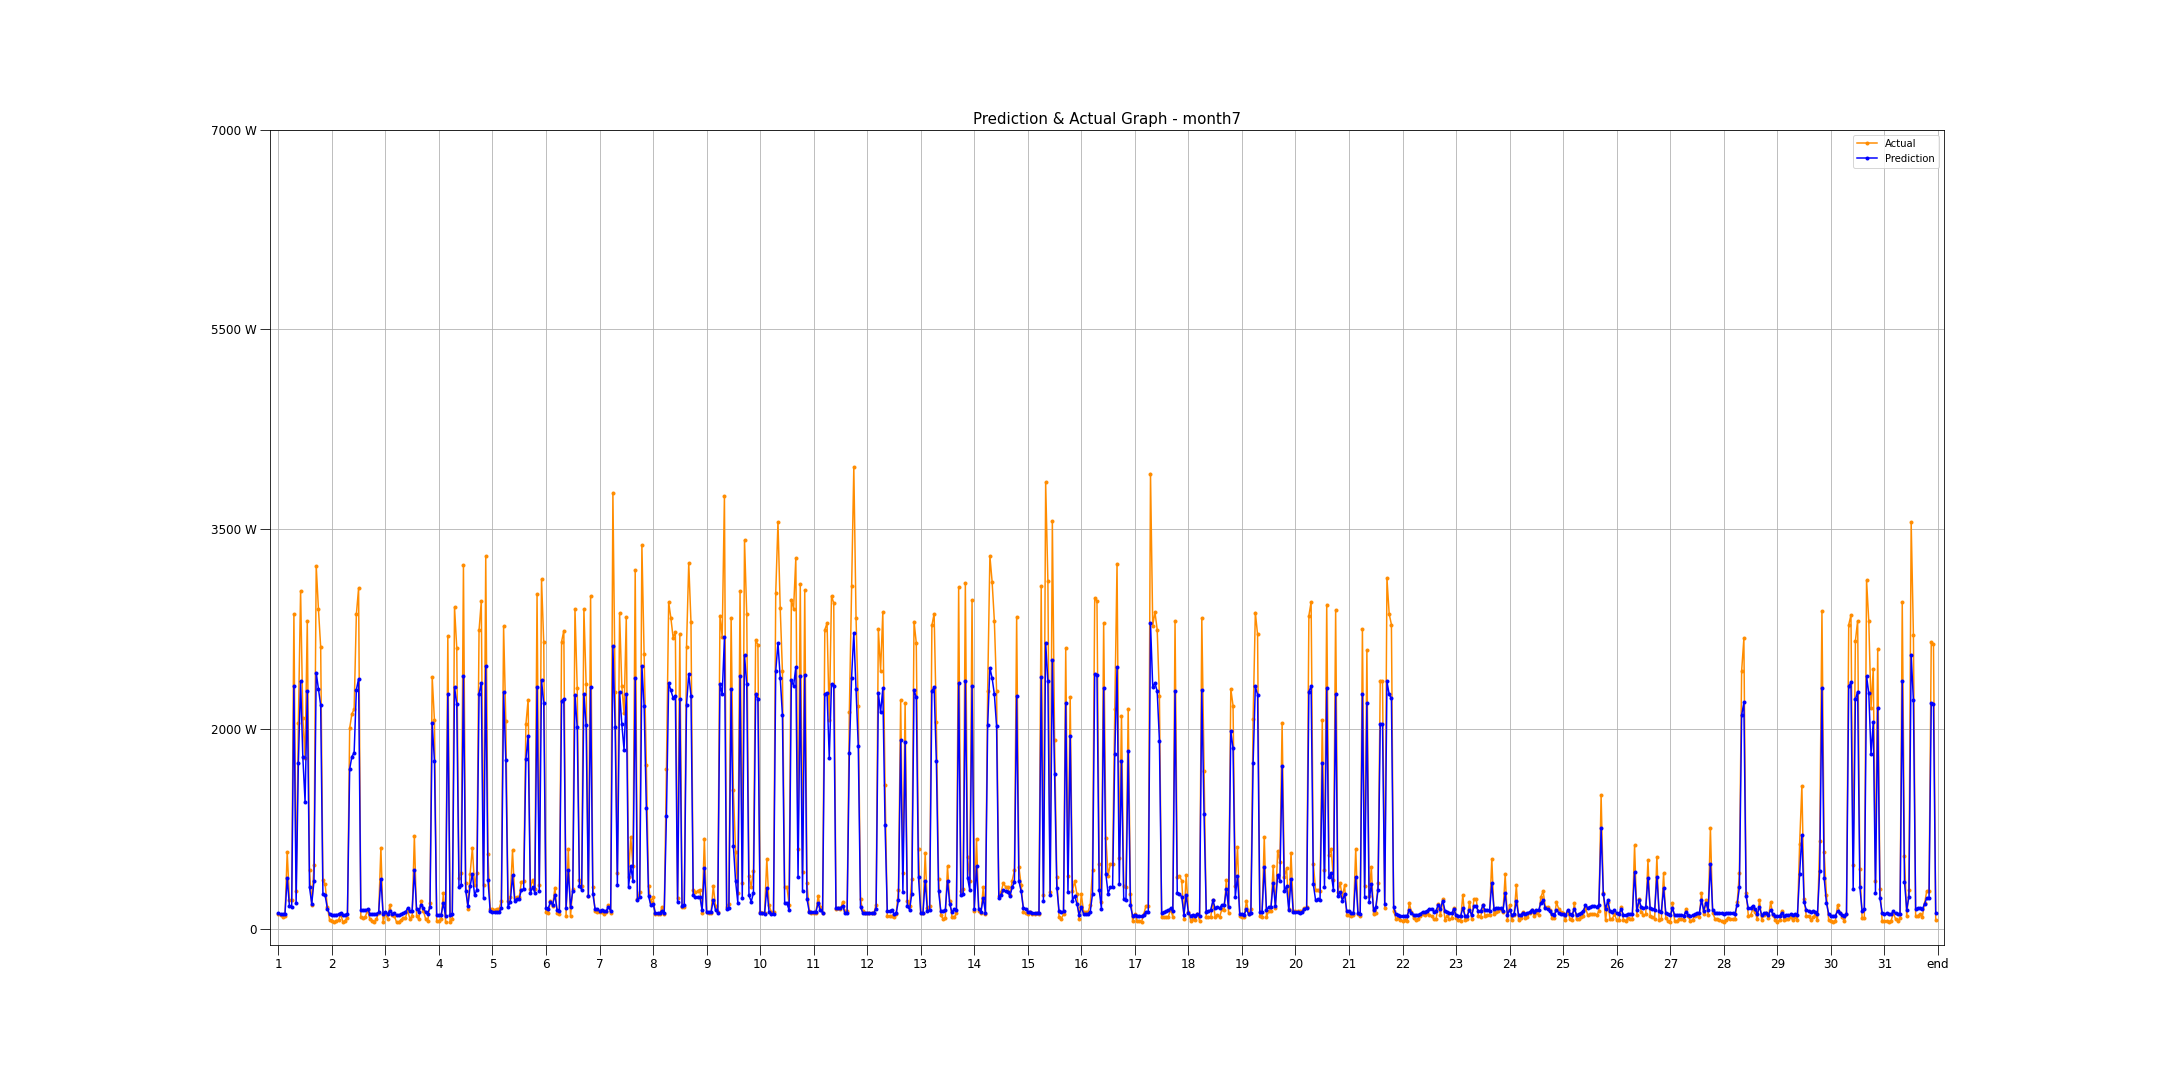 Prediction & Actual Graph - month7
7000 W
5500 W
3500 W
2000 W
0
Actual
Prediction
1 2 3 4 5 6 7 8 9 10 11 12 13 14 15 16 17 18 19 20 21 22 23 24 25 26 27 28 29 30 31 end